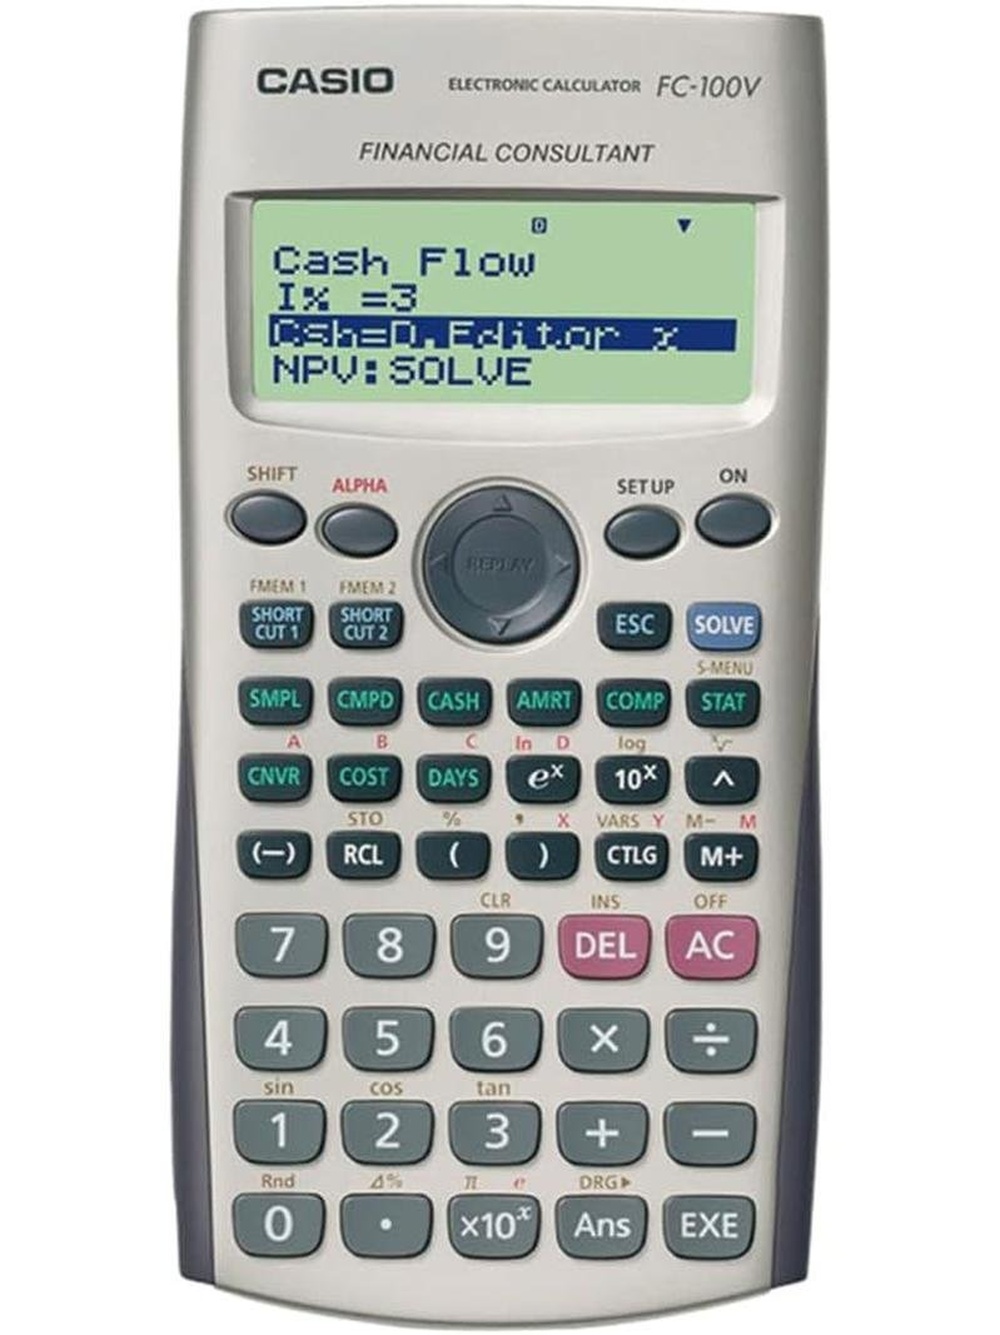 CASIO ELECTRONIC CALCULATOR FC-100V
FINANCIAL CONSULTANT
D ▼
Cash Flow
I% =3
Csh=D.Editor x
NPV:SOLVE
SHIFT ALPHA SET UP ON
REPLAY
FMEM 1 FMEM 2
SHORT CUT 1 SHORT CUT 2 ESC SOLVE
S-MENU
SMPL CMPD CASH AMRT COMP STAT
A B C ln D log
CNVR COST DAYS eˣ 10ˣ ^
STO % , X VARS Y M− M
(−) RCL ( ) CTLG M+
CLR INS OFF
7 8 9 DEL AC
4 5 6 × ÷
sin cos tan
1 2 3 + −
Rnd ⊿% π e DRG▶
0 . ×10ˣ Ans EXE